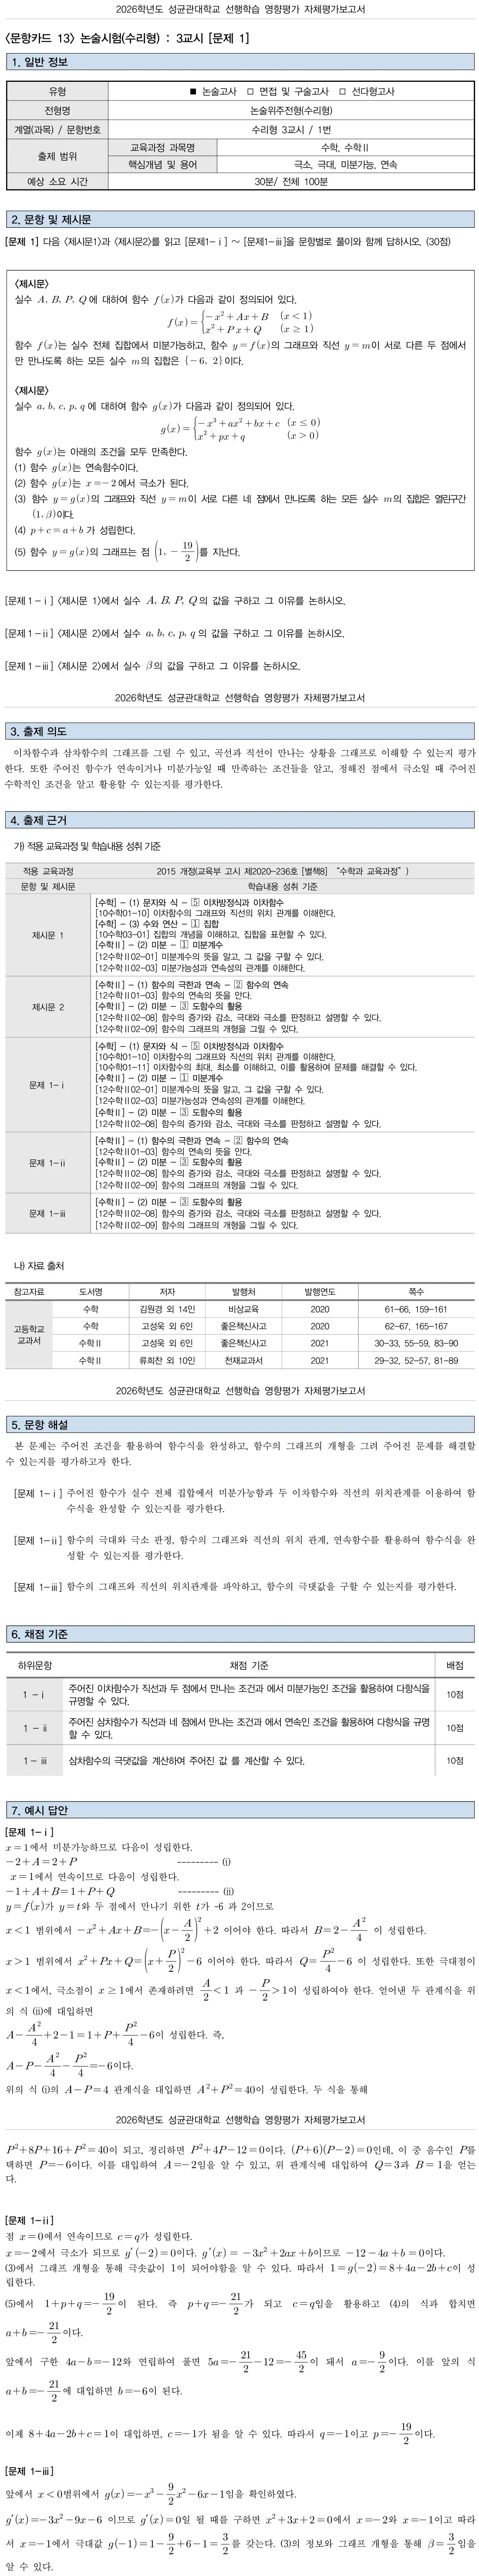 2026학년도 성균관대학교 선행학습 영향평가 자체평가보고서
<문항카드 13> 논술시험(수리형) : 3교시 [문제 1]
1. 일반 정보
유형 ■ 논술고사 □ 면접 및 구술고사 □ 선다형고사
전형명 논술위주전형(수리형)
계열(과목) / 문항번호 수리형 3교시 / 1번
출제 범위 교육과정 과목명 수학, 수학Ⅱ
핵심개념 및 용어 극소, 극대, 미분가능, 연속
예상 소요 시간 30분/ 전체 100분
2. 문항 및 제시문
[문제 1] 다음 <제시문1>과 <제시문2>를 읽고 [문제1-ⅰ] ~ [문제1-ⅲ]을 문항별로 풀이와 함께 답하시오. (30점)
<제시문>
실수 A, B, P, Q에 대하여 함수 f(x)가 다음과 같이 정의되어 있다.
f(x) = { -x² + Ax + B (x < 1)
x² + Px + Q (x ≥ 1)
함수 f(x)는 실수 전체 집합에서 미분가능하고, 함수 y = f(x)의 그래프와 직선 y = m이 서로 다른 두 점에서
만 만나도록 하는 모든 실수 m의 집합은 {-6, 2}이다.
<제시문>
실수 a, b, c, p, q에 대하여 함수 g(x)가 다음과 같이 정의되어 있다.
g(x) = { -x³ + ax² + bx + c (x ≤ 0)
x² + px + q (x > 0)
함수 g(x)는 아래의 조건을 모두 만족한다.
(1) 함수 g(x)는 연속함수이다.
(2) 함수 g(x)는 x = -2에서 극소가 된다.
(3) 함수 y = g(x)의 그래프와 직선 y = m이 서로 다른 네 점에서 만나도록 하는 모든 실수 m의 집합은 열린구간
(1, β)이다.
(4) p + c = a + b 가 성립한다.
(5) 함수 y = g(x)의 그래프는 점 (1, -19/2)를 지난다.
[문제 1-ⅰ] <제시문 1>에서 실수 A, B, P, Q의 값을 구하고 그 이유를 논하시오.
[문제 1-ⅱ] <제시문 2>에서 실수 a, b, c, p, q 의 값을 구하고 그 이유를 논하시오.
[문제 1-ⅲ] <제시문 2>에서 실수 β의 값을 구하고 그 이유를 논하시오.
2026학년도 성균관대학교 선행학습 영향평가 자체평가보고서
3. 출제 의도
이차함수과 삼차함수의 그래프를 그릴 수 있고, 곡선과 직선이 만나는 상황을 그래프로 이해할 수 있는지 평가
한다. 또한 주어진 함수가 연속이거나 미분가능일 때 만족하는 조건들을 알고, 정해진 점에서 극소일 때 주어진
수학적인 조건을 알고 활용할 수 있는지를 평가한다.
4. 출제 근거
가) 적용 교육과정 및 학습내용 성취 기준
적용 교육과정 2015 개정(교육부 고시 제2020-236호 [별책8] “수학과 교육과정” )
문항 및 제시문 학습내용 성취 기준
제시문 1
[수학] - (1) 문자와 식 - 5 이차방정식과 이차함수
[10수학01-10] 이차함수의 그래프와 직선의 위치 관계를 이해한다.
[수학] - (3) 수와 연산 - 1 집합
[10수학03-01] 집합의 개념을 이해하고, 집합을 표현할 수 있다.
[수학Ⅱ] - (2) 미분 - 1 미분계수
[12수학Ⅱ02-01] 미분계수의 뜻을 알고, 그 값을 구할 수 있다.
[12수학Ⅱ02-03] 미분가능성과 연속성의 관계를 이해한다.
제시문 2
[수학Ⅱ] - (1) 함수의 극한과 연속 - 2 함수의 연속
[12수학Ⅱ01-03] 함수의 연속의 뜻을 안다.
[수학Ⅱ] - (2) 미분 - 3 도함수의 활용
[12수학Ⅱ02-08] 함수의 증가와 감소, 극대와 극소를 판정하고 설명할 수 있다.
[12수학Ⅱ02-09] 함수의 그래프의 개형을 그릴 수 있다.
문제 1-ⅰ
[수학] - (1) 문자와 식 - 5 이차방정식과 이차함수
[10수학01-10] 이차함수의 그래프와 직선의 위치 관계를 이해한다.
[10수학01-11] 이차함수의 최대, 최소를 이해하고, 이를 활용하여 문제를 해결할 수 있다.
[수학Ⅱ] - (2) 미분 - 1 미분계수
[12수학Ⅱ02-01] 미분계수의 뜻을 알고, 그 값을 구할 수 있다.
[12수학Ⅱ02-03] 미분가능성과 연속성의 관계를 이해한다.
[수학Ⅱ] - (2) 미분 - 3 도함수의 활용
[12수학Ⅱ02-08] 함수의 증가와 감소, 극대와 극소를 판정하고 설명할 수 있다.
문제 1-ⅱ
[수학Ⅱ] - (1) 함수의 극한과 연속 - 2 함수의 연속
[12수학Ⅱ01-03] 함수의 연속의 뜻을 안다.
[수학Ⅱ] - (2) 미분 - 3 도함수의 활용
[12수학Ⅱ02-08] 함수의 증가와 감소, 극대와 극소를 판정하고 설명할 수 있다.
[12수학Ⅱ02-09] 함수의 그래프의 개형을 그릴 수 있다.
문제 1-ⅲ
[수학Ⅱ] - (2) 미분 - 3 도함수의 활용
[12수학Ⅱ02-08] 함수의 증가와 감소, 극대와 극소를 판정하고 설명할 수 있다.
[12수학Ⅱ02-09] 함수의 그래프의 개형을 그릴 수 있다.
나) 자료 출처
참고자료 도서명 저자 발행처 발행연도 쪽수
고등학교 교과서
수학 김원경 외 14인 비상교육 2020 61-66, 159-161
수학 고성욱 외 6인 좋은책신사고 2020 62-67, 165-167
수학Ⅱ 고성욱 외 6인 좋은책신사고 2021 30-33, 55-59, 83-90
수학Ⅱ 류희찬 외 10인 천재교과서 2021 29-32, 52-57, 81-89
2026학년도 성균관대학교 선행학습 영향평가 자체평가보고서
5. 문항 해설
본 문제는 주어진 조건을 활용하여 함수식을 완성하고, 함수의 그래프의 개형을 그려 주어진 문제를 해결할
수 있는지를 평가하고자 한다.
[문제 1-ⅰ] 주어진 함수가 실수 전체 집합에서 미분가능함과 두 이차함수와 직선의 위치관계를 이용하여 함
수식을 완성할 수 있는지를 평가한다.
[문제 1-ⅱ] 함수의 극대와 극소 판정, 함수의 그래프와 직선의 위치 관계, 연속함수를 활용하여 함수식을 완
성할 수 있는지를 평가한다.
[문제 1-ⅲ] 함수의 그래프와 직선의 위치관계를 파악하고, 함수의 극댓값을 구할 수 있는지를 평가한다.
6. 채점 기준
하위문항 채점 기준 배점
1 - ⅰ 주어진 이차함수가 직선과 두 점에서 만나는 조건과 에서 미분가능인 조건을 활용하여 다항식을
규명할 수 있다. 10점
1 - ⅱ 주어진 삼차함수가 직선과 네 점에서 만나는 조건과 에서 연속인 조건을 활용하여 다항식을 규명
할 수 있다. 10점
1 - ⅲ 삼차함수의 극댓값을 계산하여 주어진 값 를 계산할 수 있다. 10점
7. 예시 답안
[문제 1-ⅰ]
x = 1에서 미분가능하므로 다음이 성립한다.
-2 + A = 2 + P --------- (i)
x = 1에서 연속이므로 다음이 성립한다.
-1 + A + B = 1 + P + Q --------- (ii)
y = f(x)가 y = t와 두 점에서 만나기 위한 t가 -6 과 2이므로
x < 1 범위에서 -x² + Ax + B = -(x - A/2)² + 2 이어야 한다. 따라서 B = 2 - A²/4 이 성립한다.
x > 1 범위에서 x² + Px + Q = (x + P/2)² - 6 이어야 한다. 따라서 Q = P²/4 - 6 이 성립한다. 또한 극대점이
x < 1에서, 극소점이 x ≥ 1에서 존재하려면 A/2 < 1 과 -P/2 > 1이 성립하여야 한다. 얻어낸 두 관계식을 위
의 식 (ii)에 대입하면
A - A²/4 + 2 - 1 = 1 + P + P²/4 - 6이 성립한다. 즉,
A - P - A²/4 - P²/4 = -6이다.
위의 식 (i)의 A - P = 4 관계식을 대입하면 A² + P² = 40이 성립한다. 두 식을 통해
2026학년도 성균관대학교 선행학습 영향평가 자체평가보고서
P² + 8P + 16 + P² = 40이 되고, 정리하면 P² + 4P - 12 = 0이다. (P + 6)(P - 2) = 0인데, 이 중 음수인 P를
택하면 P = -6이다. 이를 대입하여 A = -2임을 알 수 있고, 위 관계식에 대입하여 Q = 3과 B = 1을 얻는
다.
[문제 1-ⅱ]
점 x = 0에서 연속이므로 c = q가 성립한다.
x = -2에서 극소가 되므로 g′(-2) = 0이다. g′(x) = -3x² + 2ax + b이므로 -12 - 4a + b = 0이다.
(3)에서 그래프 개형을 통해 극솟값이 1이 되어야함을 알 수 있다. 따라서 1 = g(-2) = 8 + 4a - 2b + c이 성
립한다.
(5)에서 1 + p + q = -19/2 이 된다. 즉 p + q = -21/2 가 되고 c = q임을 활용하고 (4)의 식과 합치면
a + b = -21/2 이다.
앞에서 구한 4a - b = -12와 연립하여 풀면 5a = -21/2 - 12 = -45/2 이 돼서 a = -9/2 이다. 이를 앞의 식
a + b = -21/2 에 대입하면 b = -6이 된다.
이제 8 + 4a - 2b + c = 1이 대입하면, c = -1가 됨을 알 수 있다. 따라서 q = -1이고 p = -19/2 이다.
[문제 1-ⅲ]
앞에서 x < 0범위에서 g(x) = -x³ - 9/2 x² - 6x - 1임을 확인하였다.
g′(x) = -3x² - 9x - 6 이므로 g′(x) = 0일 될 때를 구하면 x² + 3x + 2 = 0에서 x = -2와 x = -1이고 따라
서 x = -1에서 극대값 g(-1) = 1 - 9/2 + 6 - 1 = 3/2 를 갖는다. (3)의 정보와 그래프 개형을 통해 β = 3/2 임을
알 수 있다.